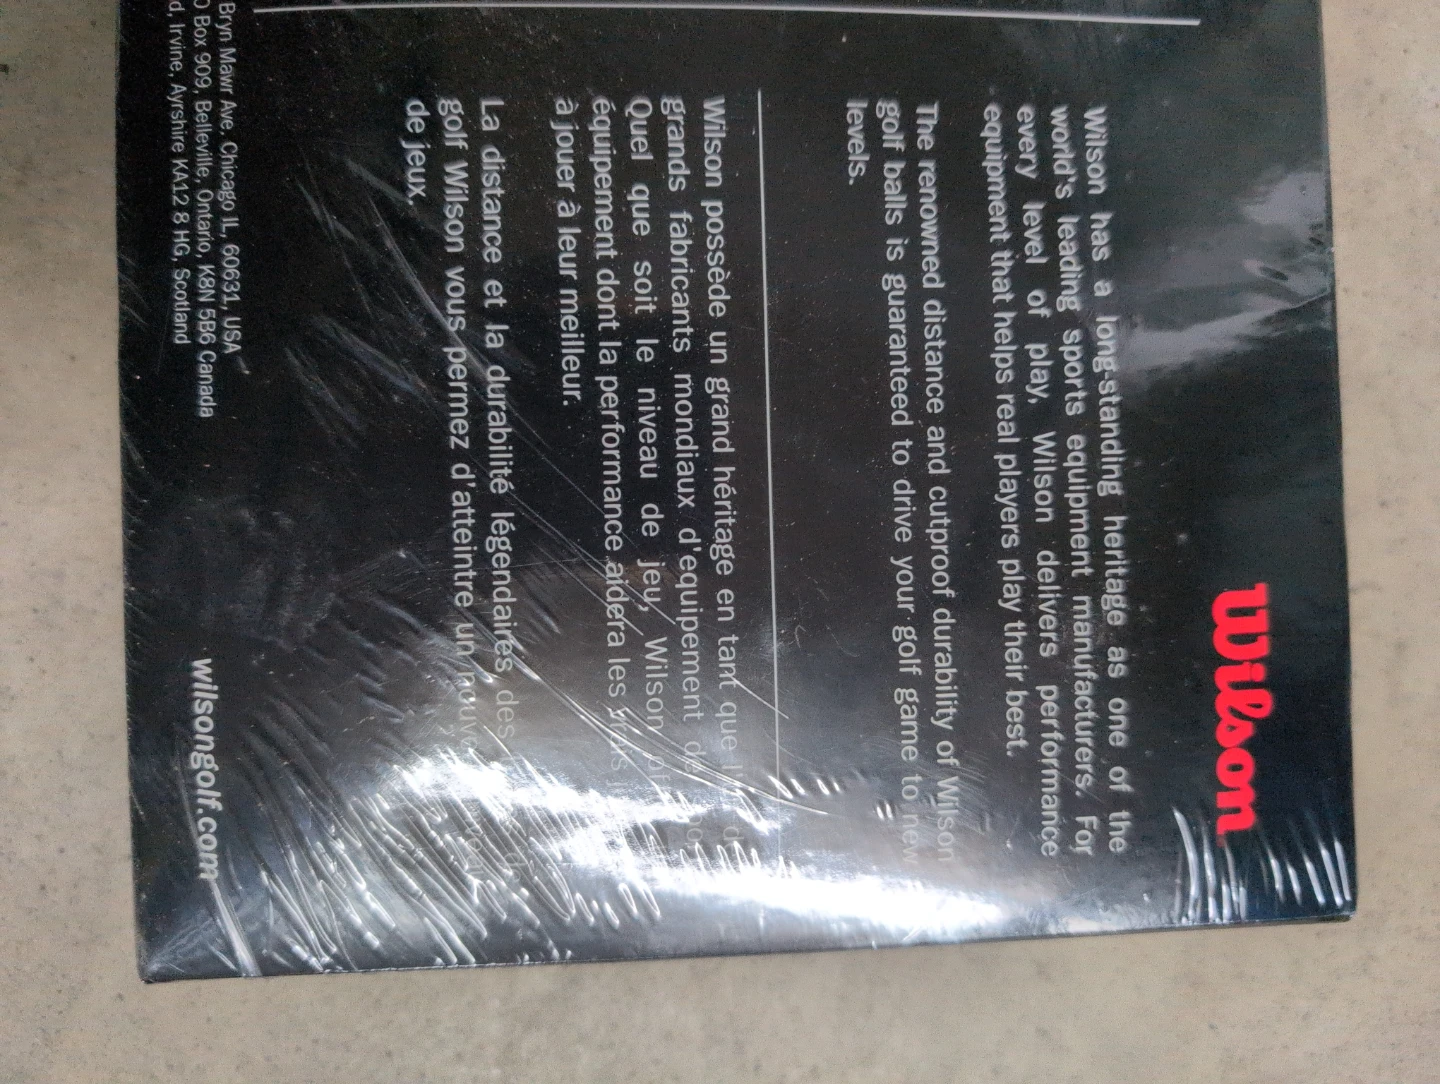 Wilson
Wilson has a long-standing heritage as one of the
world's leading sports equipment manufacturers. For
every level of play, Wilson delivers performance
equipment that helps real players play their best.
The renowned distance and cutproof durability of Wilson
golf balls is guaranteed to drive your golf game to new
levels.
Wilson possède un grand héritage en tant que
grands fabricants mondiaux d'equipement de
Quel que soit le niveau de jeu, Wilson
équipement dont la performance aidera les
à jouer à leur meilleur.
La distance et la durabilité légendaires des
golf Wilson vous permez d'atteintre un
de jeux.
Bryn Mawr Ave, Chicago IL, 60631, USA
Box 909, Belleville, Ontario, K8N 5B6 Canada
Irvine, Ayrshire KA12 8 HG, Scotland
wilsongolf.com